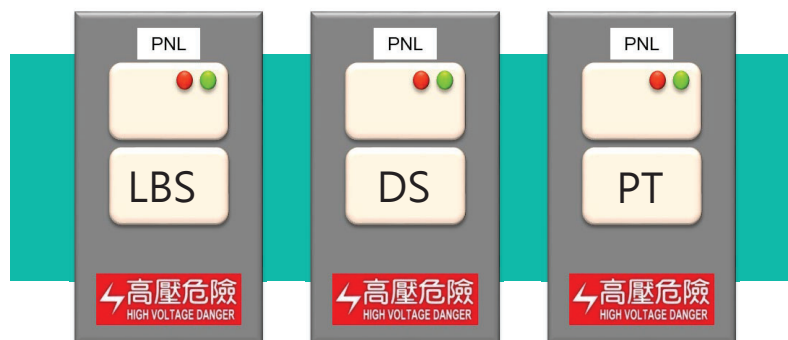 PNL
LBS
高壓危險
HIGH VOLTAGE DANGER
PNL
DS
高壓危險
HIGH VOLTAGE DANGER
PNL
PT
高壓危險
HIGH VOLTAGE DANGER